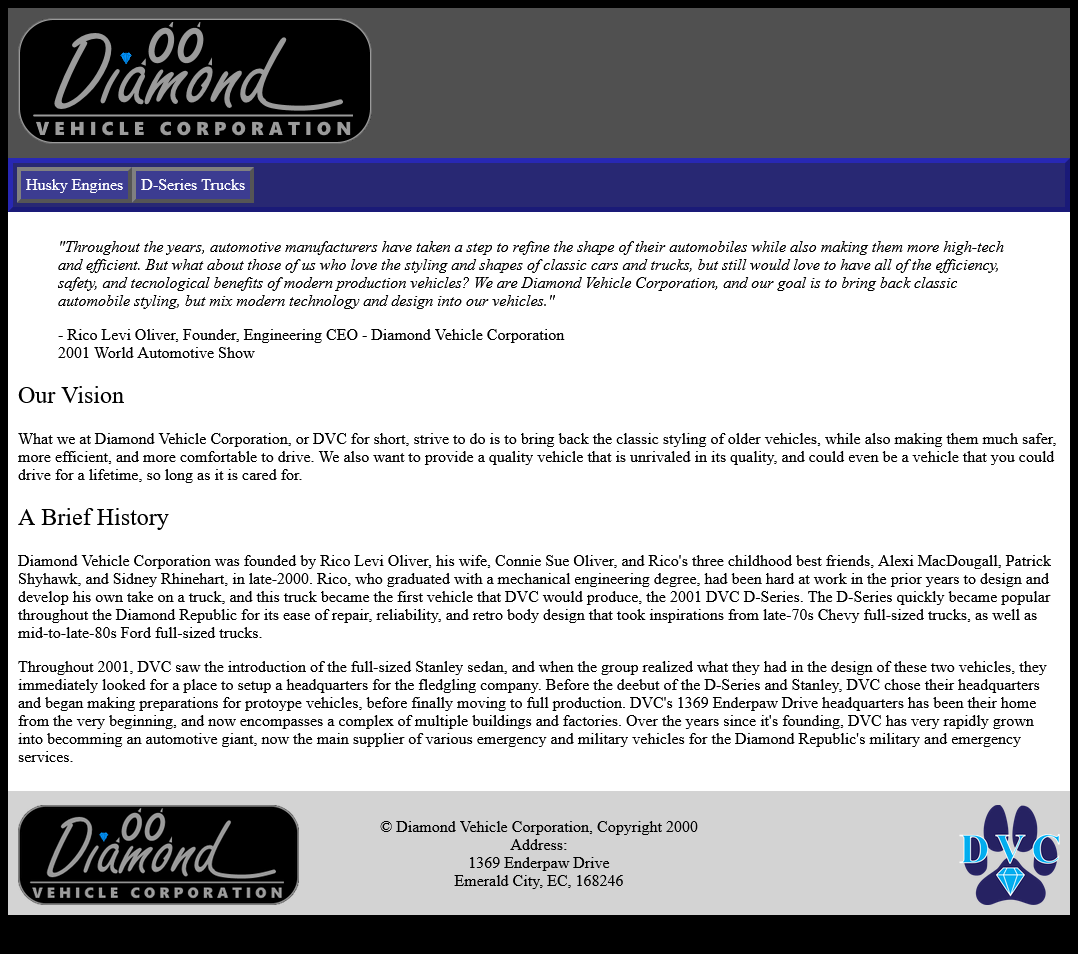 Diamond
VEHICLE CORPORATION
Husky Engines D-Series Trucks
"Throughout the years, automotive manufacturers have taken a step to refine the shape of their automobiles while also making them more high-tech
and efficient. But what about those of us who love the styling and shapes of classic cars and trucks, but still would love to have all of the efficiency,
safety, and tecnological benefits of modern production vehicles? We are Diamond Vehicle Corporation, and our goal is to bring back classic
automobile styling, but mix modern technology and design into our vehicles."
- Rico Levi Oliver, Founder, Engineering CEO - Diamond Vehicle Corporation
2001 World Automotive Show
Our Vision
What we at Diamond Vehicle Corporation, or DVC for short, strive to do is to bring back the classic styling of older vehicles, while also making them much safer,
more efficient, and more comfortable to drive. We also want to provide a quality vehicle that is unrivaled in its quality, and could even be a vehicle that you could
drive for a lifetime, so long as it is cared for.
A Brief History
Diamond Vehicle Corporation was founded by Rico Levi Oliver, his wife, Connie Sue Oliver, and Rico's three childhood best friends, Alexi MacDougall, Patrick
Shyhawk, and Sidney Rhinehart, in late-2000. Rico, who graduated with a mechanical engineering degree, had been hard at work in the prior years to design and
develop his own take on a truck, and this truck became the first vehicle that DVC would produce, the 2001 DVC D-Series. The D-Series quickly became popular
throughout the Diamond Republic for its ease of repair, reliability, and retro body design that took inspirations from late-70s Chevy full-sized trucks, as well as
mid-to-late-80s Ford full-sized trucks.
Throughout 2001, DVC saw the introduction of the full-sized Stanley sedan, and when the group realized what they had in the design of these two vehicles, they
immediately looked for a place to setup a headquarters for the fledgling company. Before the deebut of the D-Series and Stanley, DVC chose their headquarters
and began making preparations for protoype vehicles, before finally moving to full production. DVC's 1369 Enderpaw Drive headquarters has been their home
from the very beginning, and now encompasses a complex of multiple buildings and factories. Over the years since it's founding, DVC has very rapidly grown
into becomming an automotive giant, now the main supplier of various emergency and military vehicles for the Diamond Republic's military and emergency
services.
Diamond
VEHICLE CORPORATION
© Diamond Vehicle Corporation, Copyright 2000
Address:
1369 Enderpaw Drive
Emerald City, EC, 168246
DVC